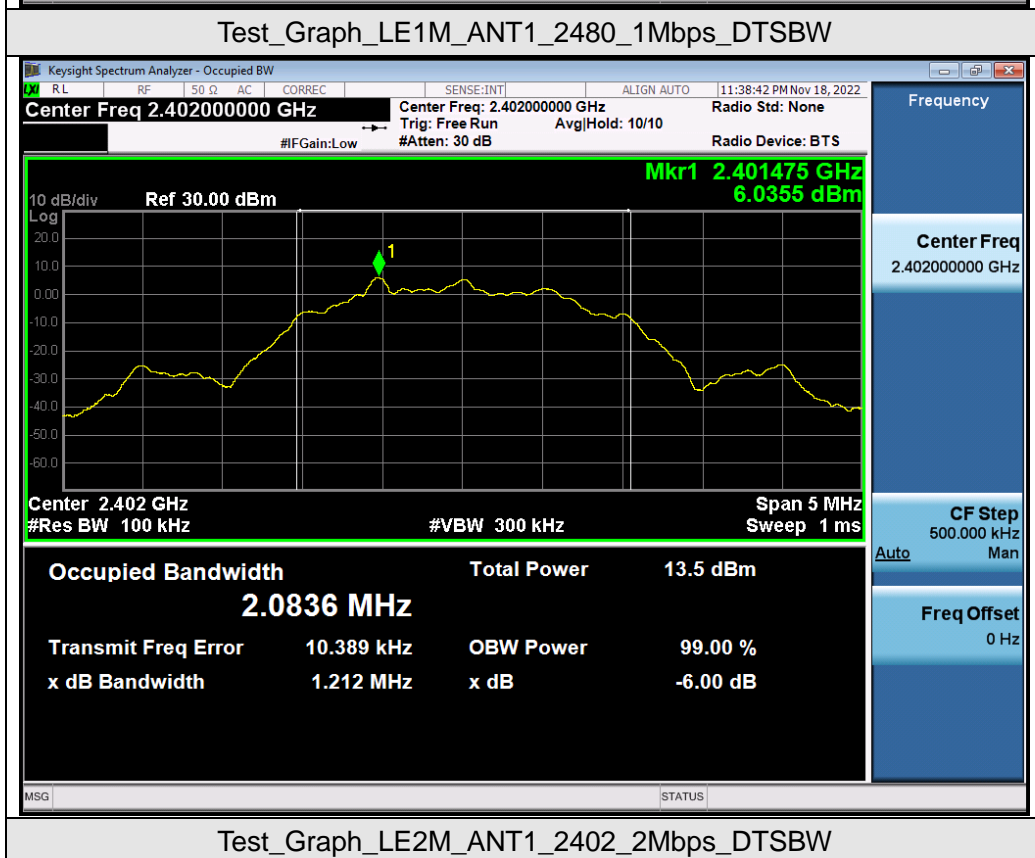 Test_Graph_LE1M_ANT1_2480_1Mbps_DTSBW
Keysight Spectrum Analyzer - Occupied BW
LXI RL RF 50 Ω AC CORREC SENSE:INT ALIGN AUTO 11:38:42 PM Nov 18, 2022
Center Freq 2.402000000 GHz Center Freq: 2.402000000 GHz Radio Std: None
Trig: Free Run Avg|Hold: 10/10
#IFGain:Low #Atten: 30 dB Radio Device: BTS
Frequency
Mkr1 2.401475 GHz
6.0355 dBm
10 dB/div Ref 30.00 dBm
Log
20.0
10.0
0.00
-10.0
-20.0
-30.0
-40.0
-50.0
-60.0
1
Center 2.402 GHz Span 5 MHz
#Res BW 100 kHz #VBW 300 kHz Sweep 1 ms
Occupied Bandwidth Total Power 13.5 dBm
2.0836 MHz
Transmit Freq Error 10.389 kHz OBW Power 99.00 %
x dB Bandwidth 1.212 MHz x dB -6.00 dB
Center Freq
2.402000000 GHz
CF Step
500.000 kHz
Auto Man
Freq Offset
0 Hz
MSG STATUS
Test_Graph_LE2M_ANT1_2402_2Mbps_DTSBW